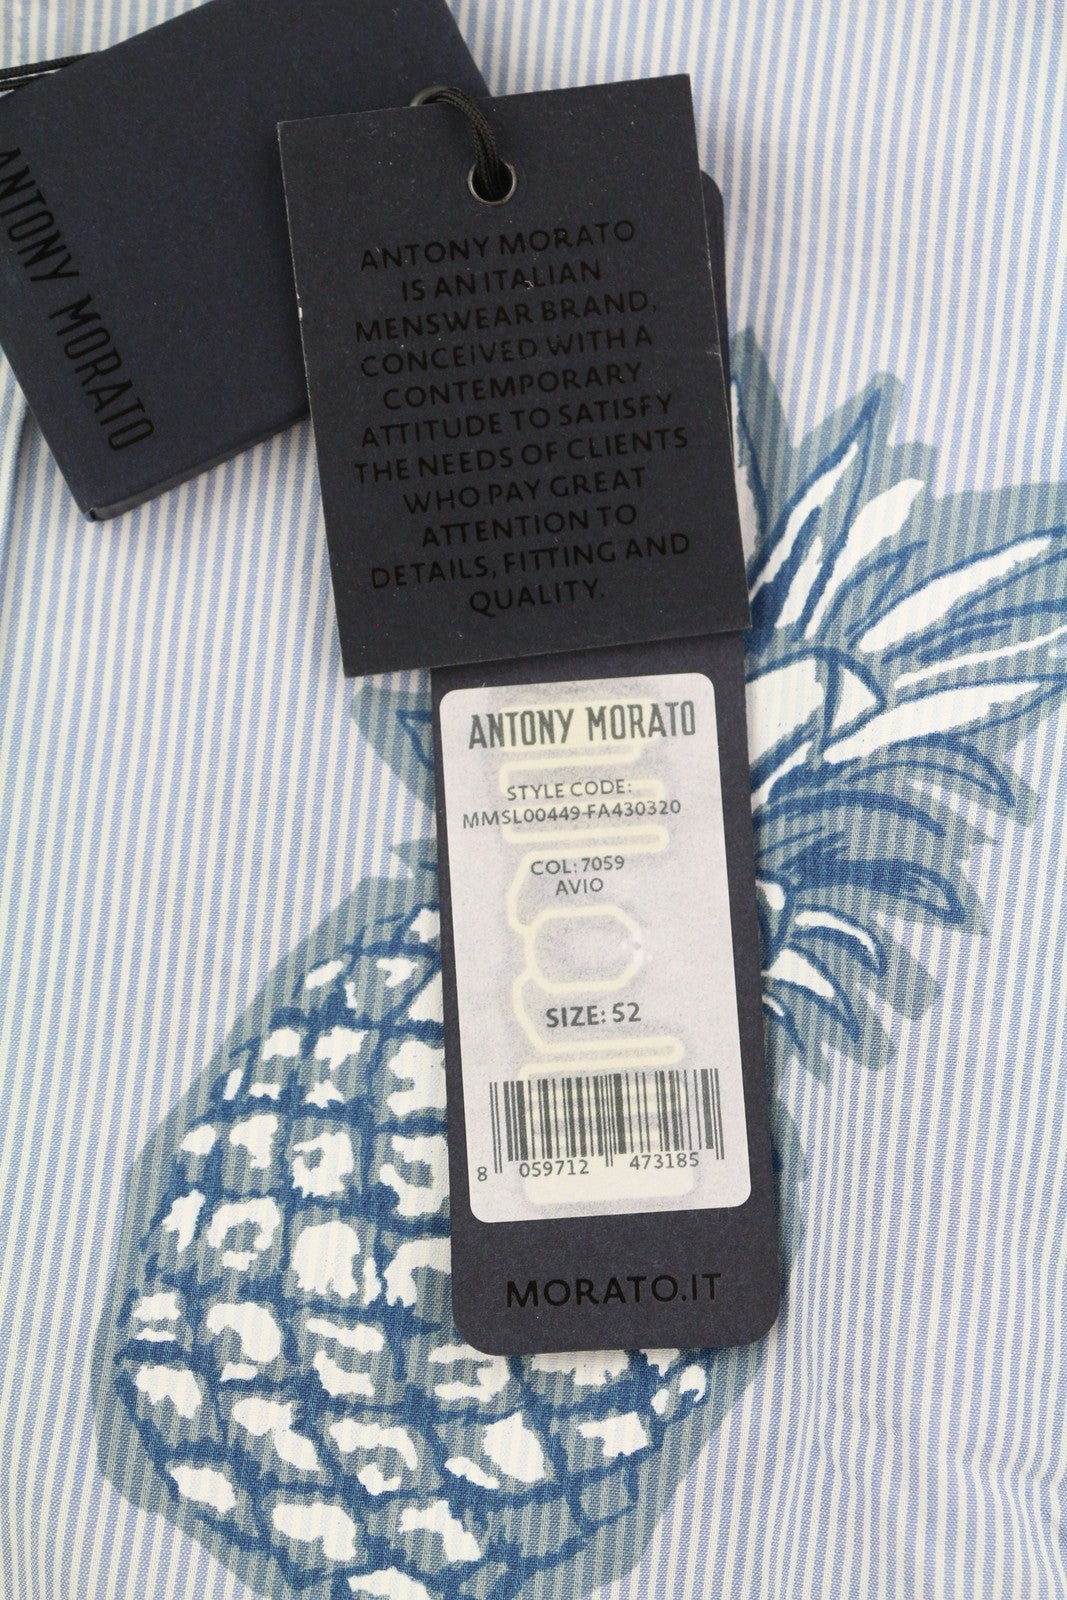 ANTONY MORATO
ANTONY MORATO
IS AN ITALIAN
MENSWEAR BRAND,
CONCEIVED WITH A
CONTEMPORARY
ATTITUDE TO SATISFY
THE NEEDS OF CLIENTS
WHO PAY GREAT
ATTENTION TO
DETAILS, FITTING AND
QUALITY.
ANTONY MORATO
STYLE CODE:
MMSL00449-FA430320
COL: 7059
AVIO
SIZE: 52
8 059712 473185
MORATO.IT